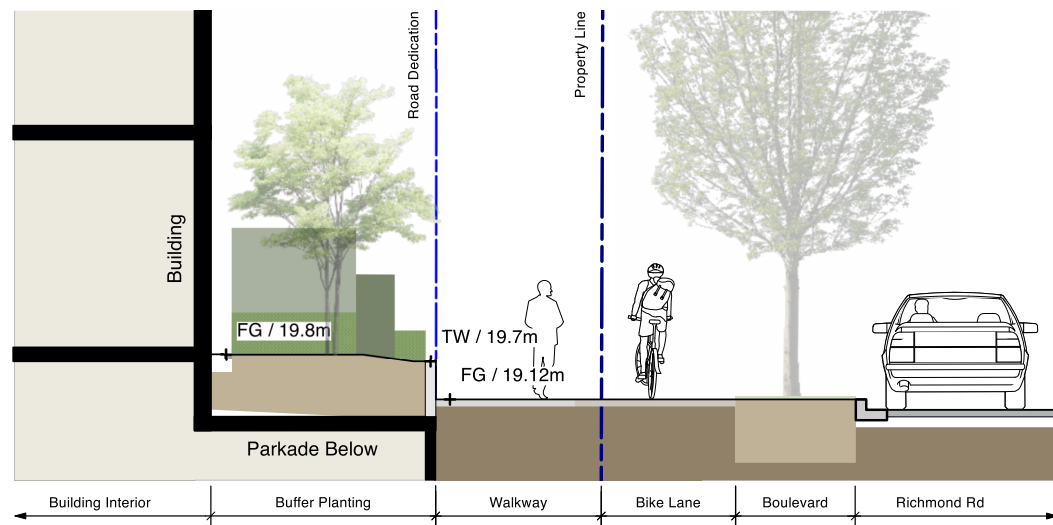 Road Dedication
Property Line
Building
FG / 19.8m
TW / 19.7m
FG / 19.12m
Parkade Below
Building Interior
Buffer Planting
Walkway
Bike Lane
Boulevard
Richmond Rd